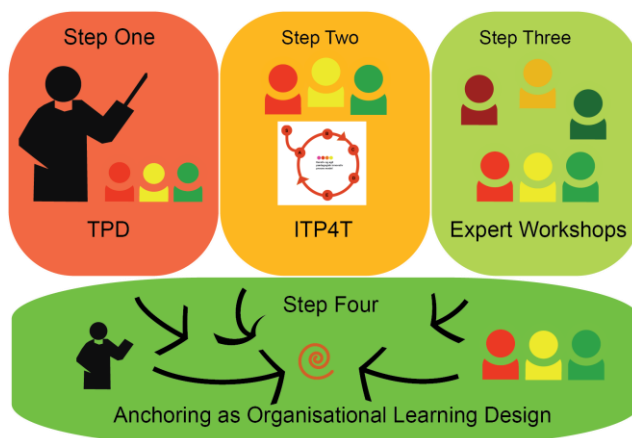 Step One
TPD
Step Two
ITP4T
Step Three
Expert Workshops
Step Four
Anchoring as Organisational Learning Design